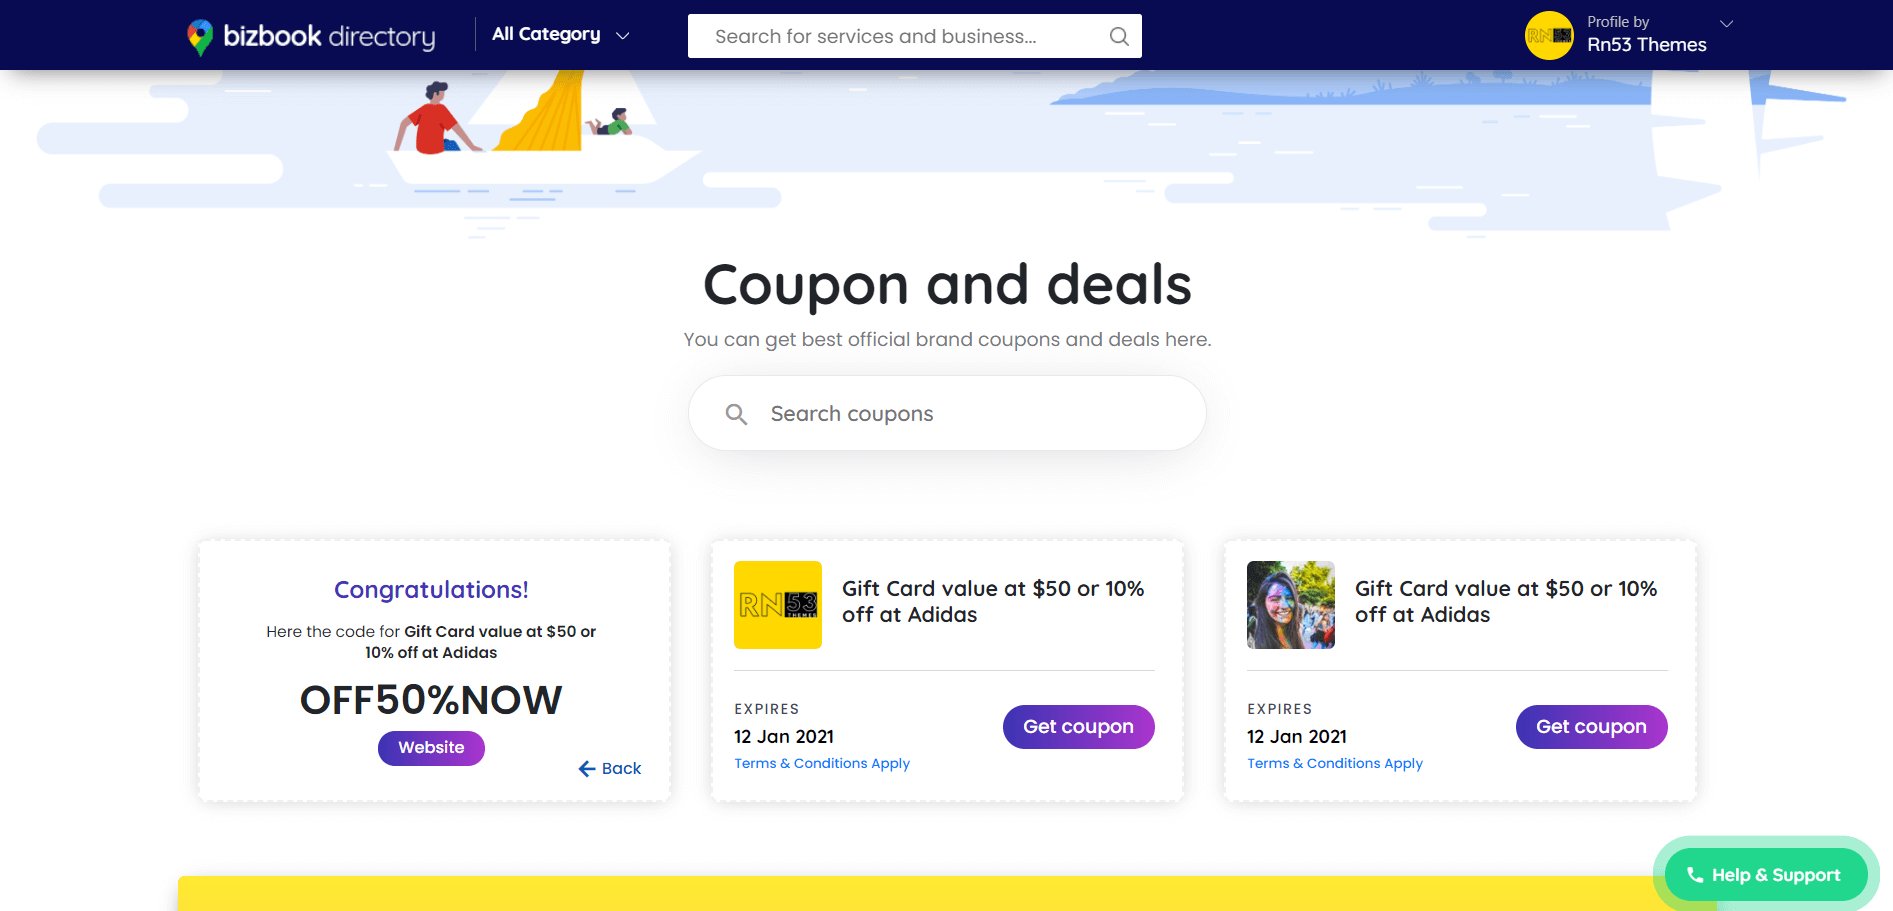 bizbook directory
All Category
Search for services and business...
RN53
Profile by
Rn53 Themes
Coupon and deals
You can get best official brand coupons and deals here.
Search coupons
Congratulations!
Here the code for Gift Card value at $50 or
10% off at Adidas
OFF50%NOW
Website
Back
RN53
THEMES
Gift Card value at $50 or 10%
off at Adidas
EXPIRES
12 Jan 2021
Terms & Conditions Apply
Get coupon
Gift Card value at $50 or 10%
off at Adidas
EXPIRES
12 Jan 2021
Terms & Conditions Apply
Get coupon
Help & Support